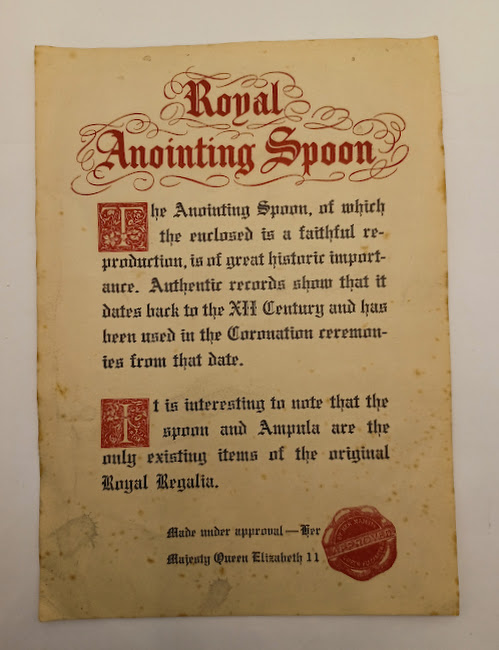 Royal
Anointing Spoon
The Anointing Spoon, of which
the enclosed is a faithful re-
production, is of great historic import-
ance. Authentic records show that it
dates back to the XII Century and has
been used in the Coronation ceremon-
ies from that date.
It is interesting to note that the
spoon and Ampula are the
only existing items of the original
Royal Regalia.
Made under approval—Her
Majesty Queen Elizabeth 11
APPROVED